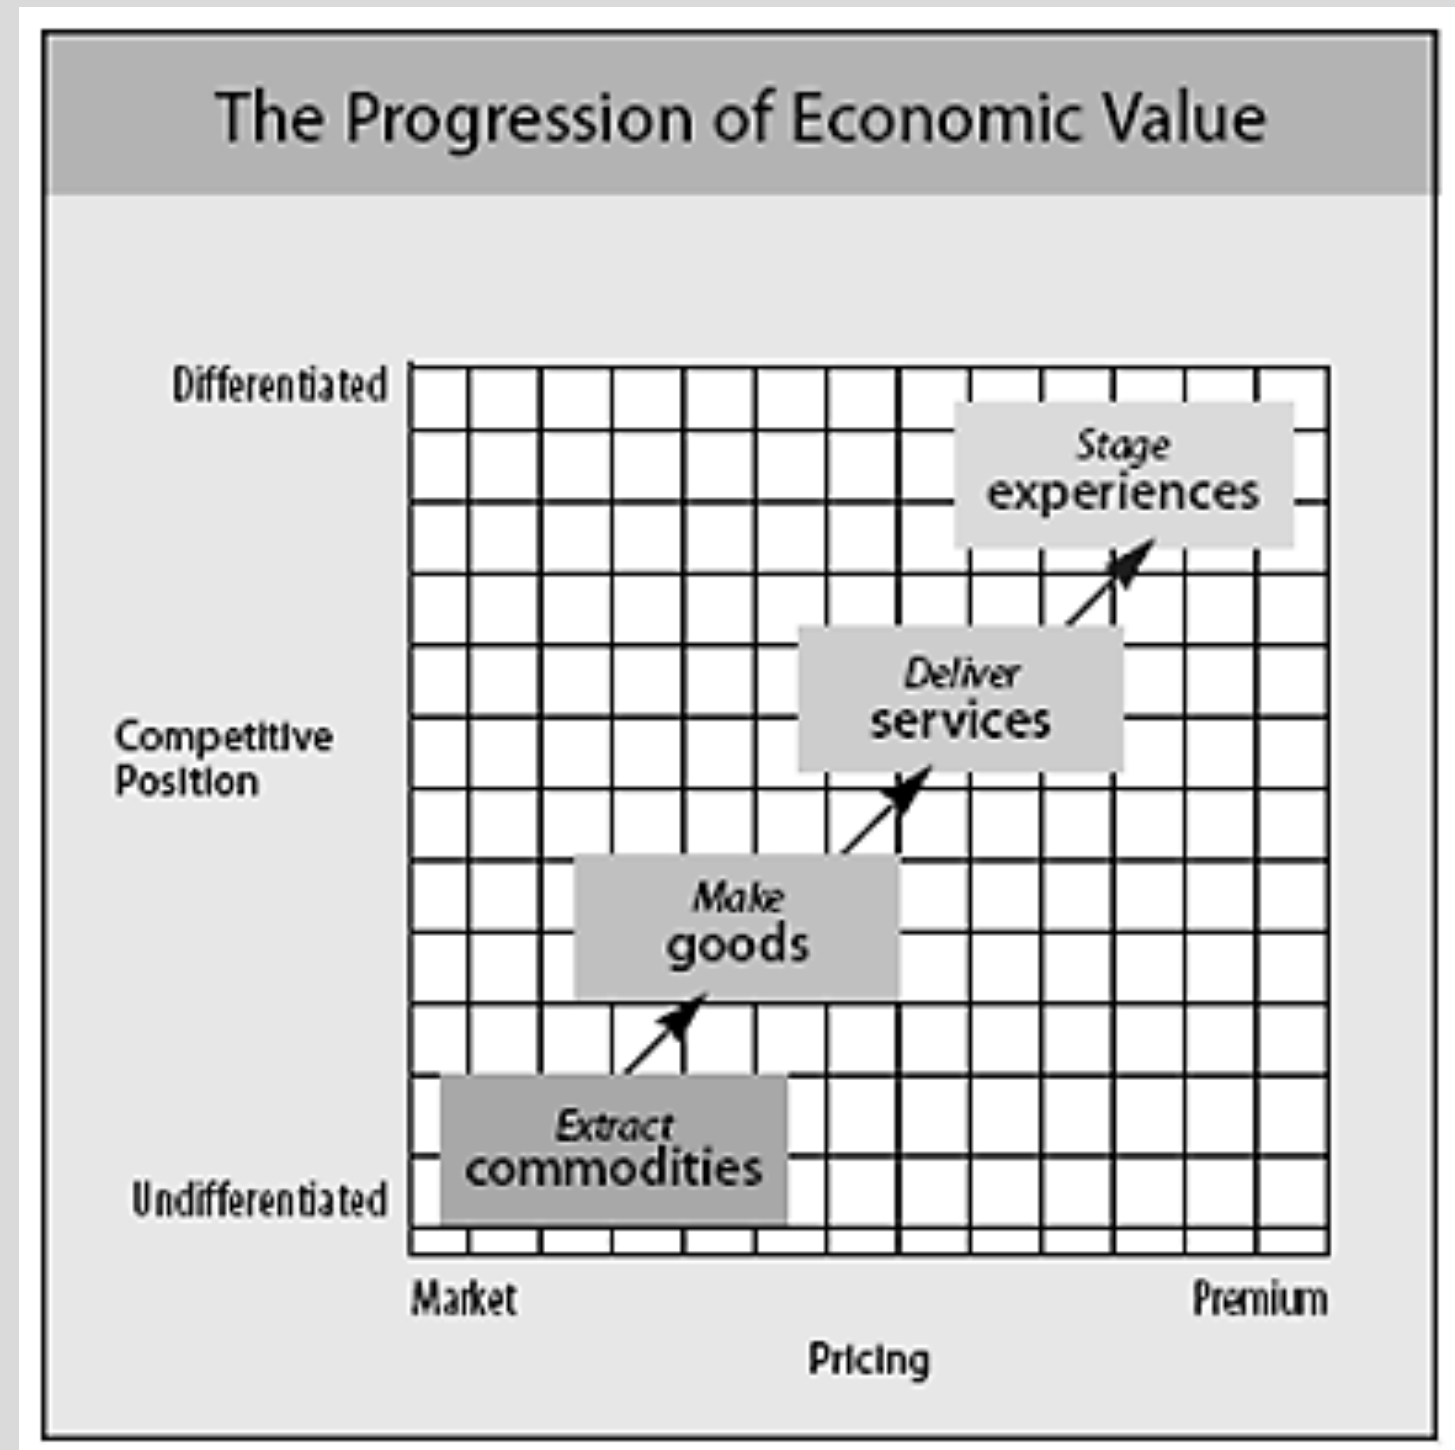 The Progression of Economic Value
Differentiated
Stage
experiences
Deliver
services
Competitive
Position
Make
goods
Extract
commodities
Undifferentiated
Market
Premium
Pricing